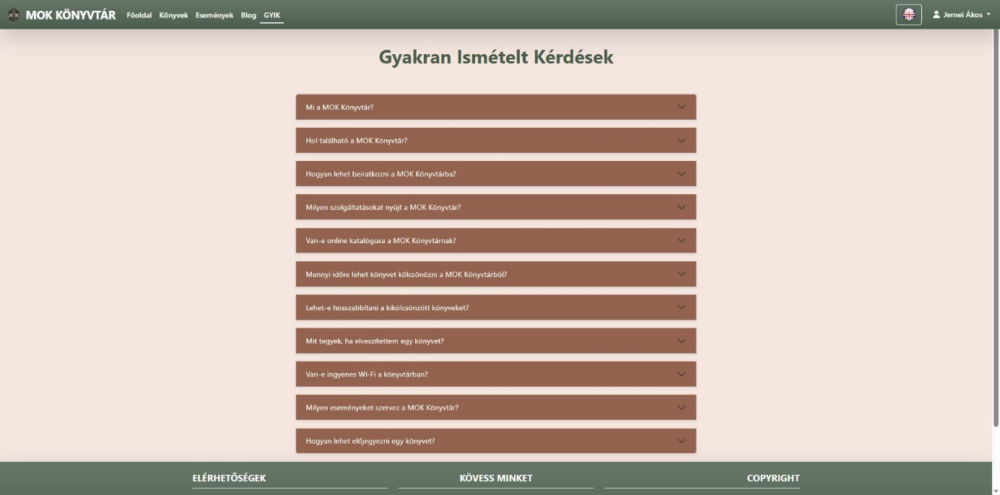 MOK KÖNYVTÁR Főoldal Könyvek Események Blog GYIK Jernei Ákos
Gyakran Ismételt Kérdések
Mi a MOK Könyvtár?
Hol található a MOK Könyvtár?
Hogyan lehet beiratkozni a MOK Könyvtárba?
Milyen szolgáltatásokat nyújt a MOK Könyvtár?
Van-e online katalógusa a MOK Könyvtárnak?
Mennyi időre lehet könyvet kölcsönözni a MOK Könyvtárból?
Lehet-e hosszabbítani a kikölcsönzött könyveket?
Mit tegyek, ha elveszítettem egy könyvet?
Van-e ingyenes Wi-Fi a könyvtárban?
Milyen eseményeket szervez a MOK Könyvtár?
Hogyan lehet előjegyezni egy könyvet?
ELÉRHETŐSÉGEK KÖVESS MINKET COPYRIGHT